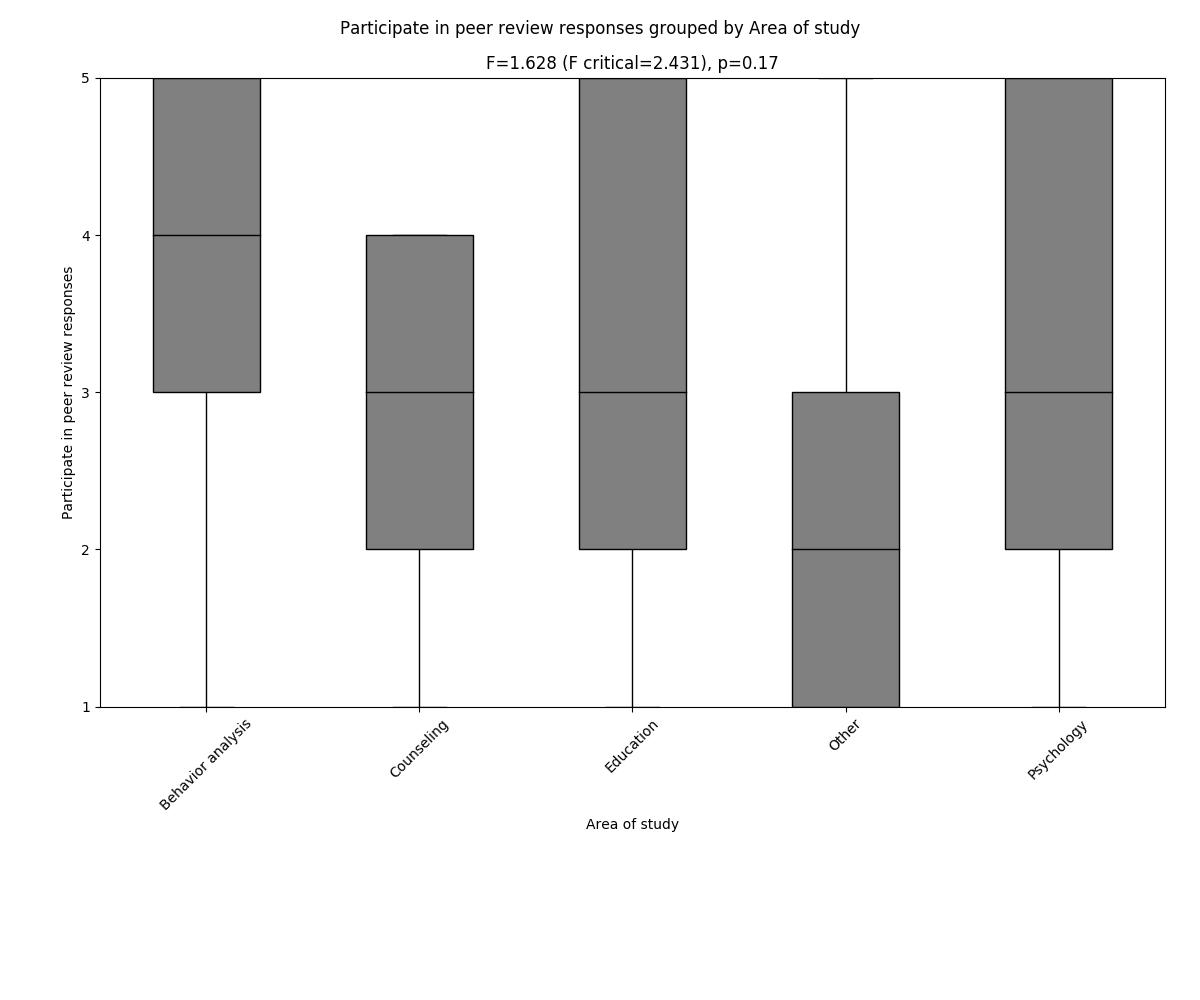 Participate in peer review responses grouped by Area of study
F=1.628 (F critical=2.431), p=0.17
5
4
3
2
1
Participate in peer review responses
Behavior analysis
Counseling
Education
Other
Psychology
Area of study